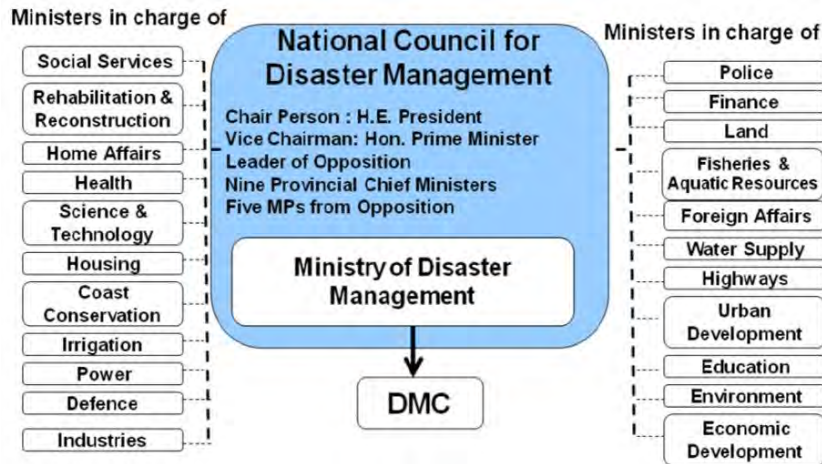 Ministers in charge of
Social Services
Rehabilitation &
Reconstruction
Home Affairs
Health
Science &
Technology
Housing
Coast
Conservation
Irrigation
Power
Defence
Industries
National Council for
Disaster Management
Chair Person : H.E. President
Vice Chairman: Hon. Prime Minister
Leader of Opposition
Nine Provincial Chief Ministers
Five MPs from Opposition
Ministry of Disaster
Management
DMC
Ministers in charge of
Police
Finance
Land
Fisheries &
Aquatic Resources
Foreign Affairs
Water Supply
Highways
Urban
Development
Education
Environment
Economic
Development